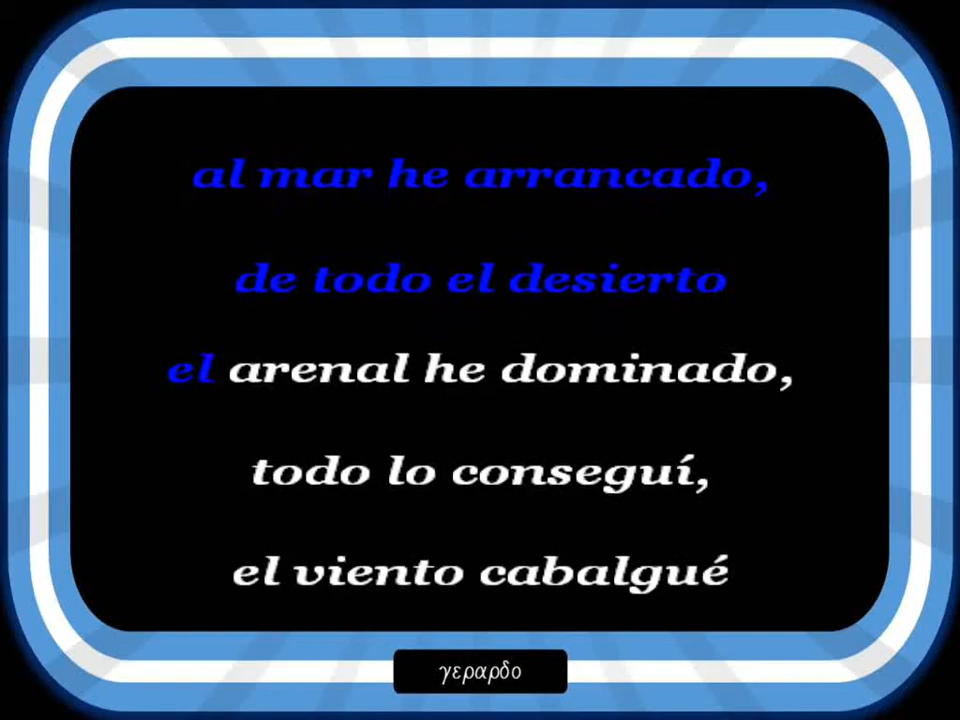 al mar he arrancado,
de todo el desierto
el arenal he dominado,
todo lo conseguí,
el viento cabalgué
γεραρδο